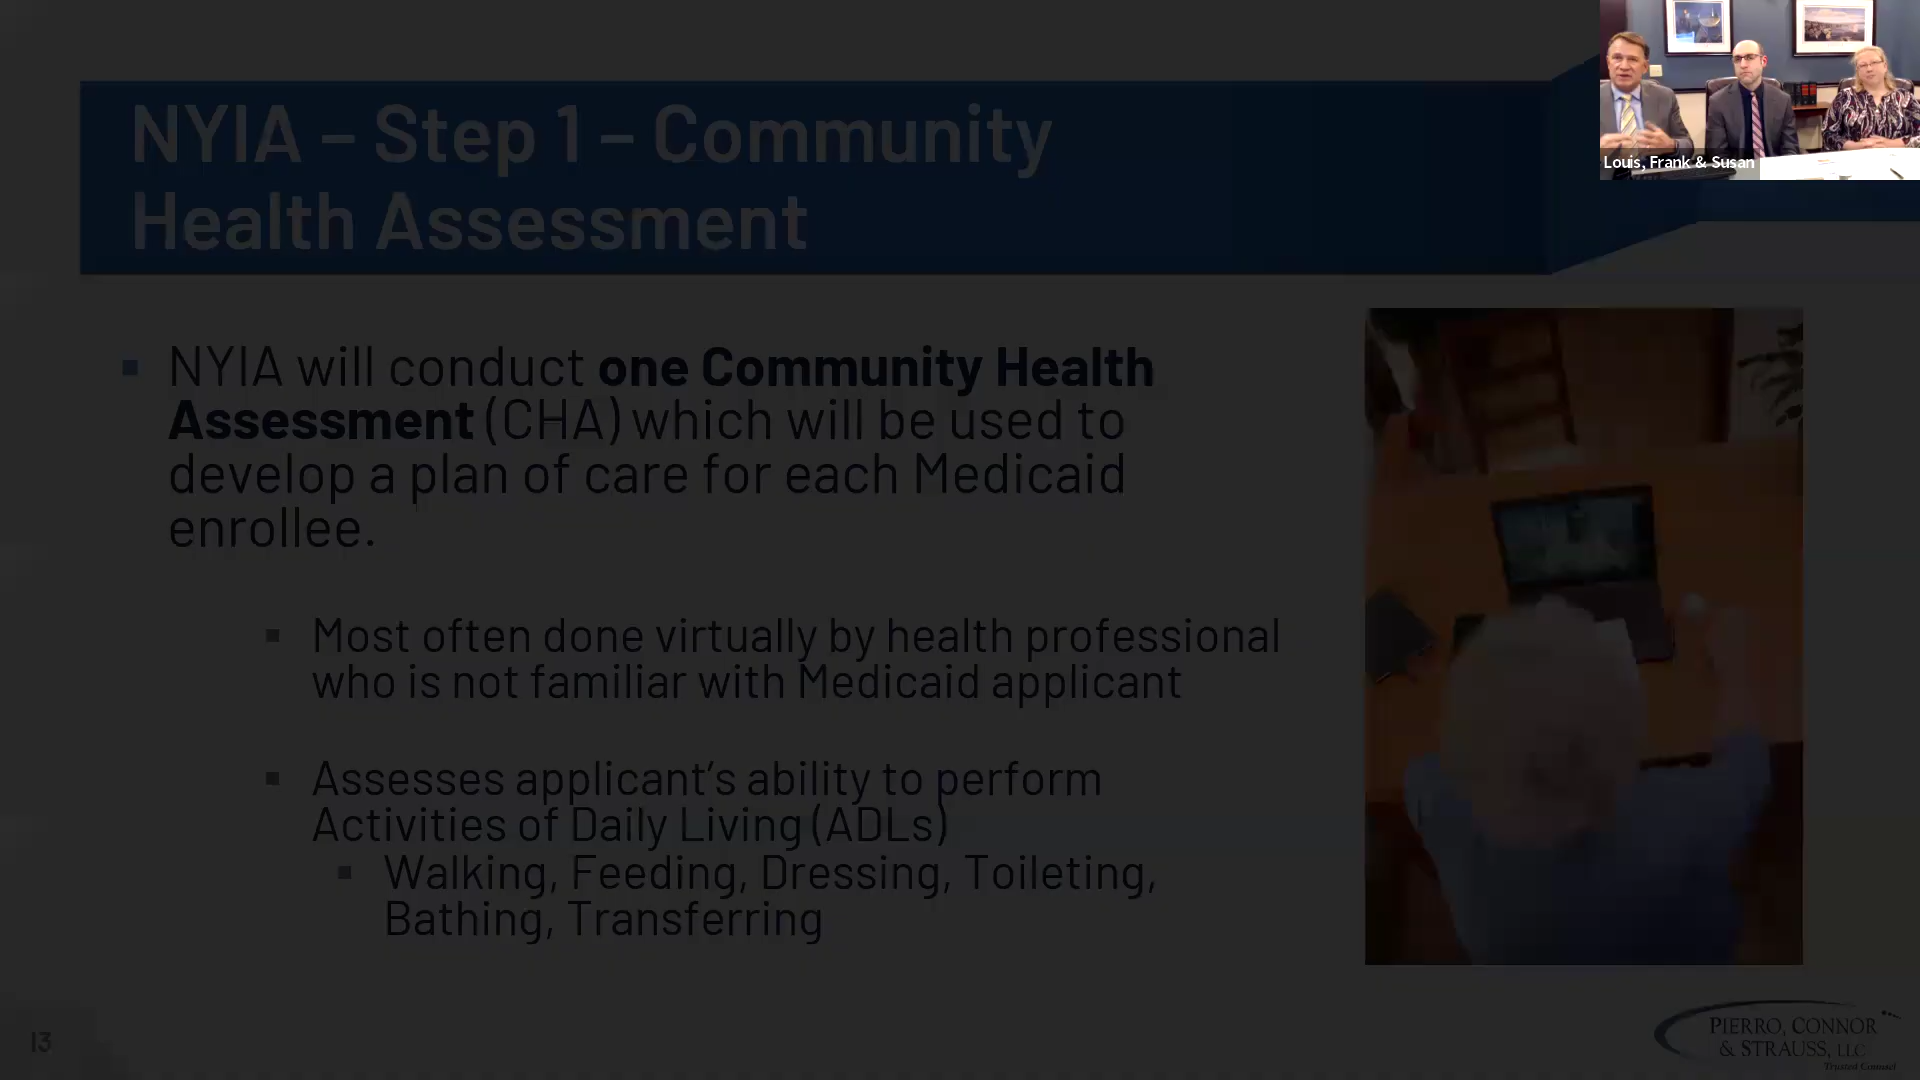 NYIA – Step 1 – Community
Health Assessment
Louis, Frank & Susan
NYIA will conduct one Community Health
Assessment (CHA) which will be used to
develop a plan of care for each Medicaid
enrollee.
Most often done virtually by health professional
who is not familiar with Medicaid applicant
Assesses applicant’s ability to perform
Activities of Daily Living (ADLs)
Walking, Feeding, Dressing, Toileting,
Bathing, Transferring
13
PIERRO, CONNOR
& STRAUSS, LLC
Trusted Counsel